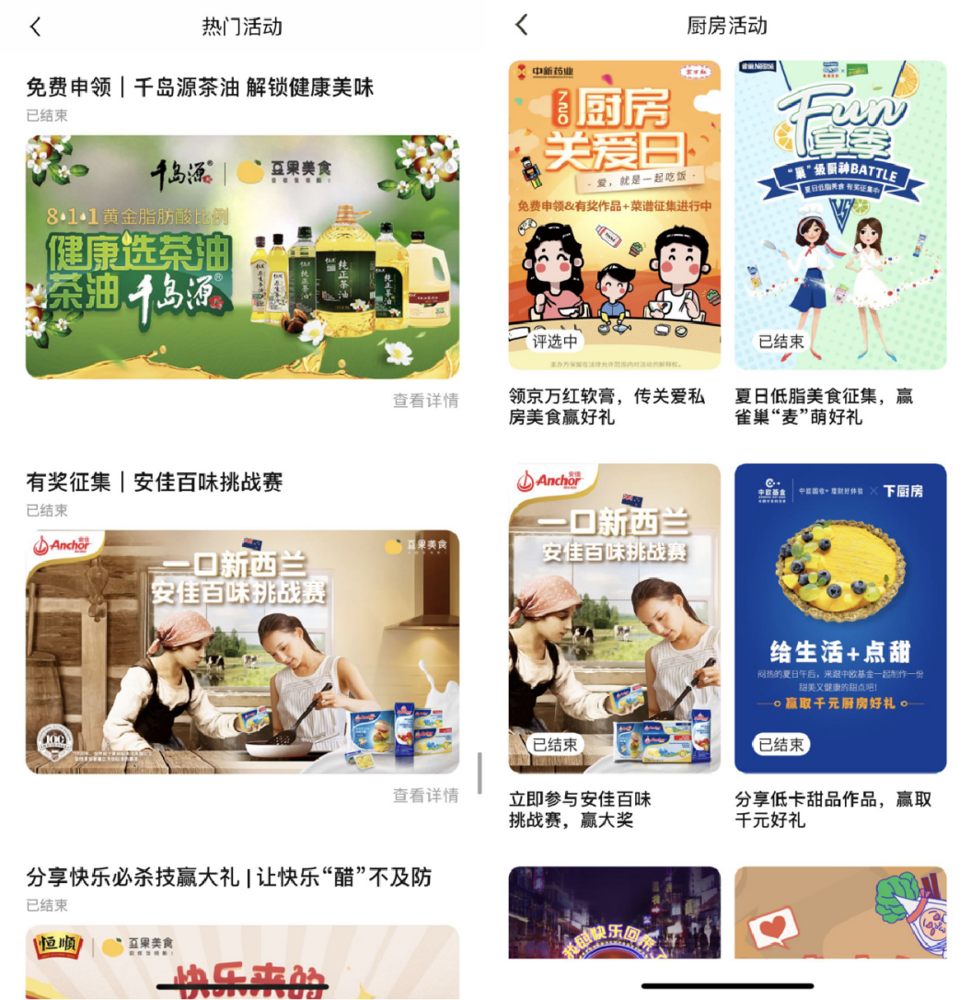 热门活动
免费申领｜千岛源茶油 解锁健康美味
已结束
千岛源 豆果美食
8·1·1黄金脂肪酸比例
健康选茶油
茶油 千岛源
查看详情
有奖征集｜安佳百味挑战赛
已结束
安佳
Anchor
豆果美食
一口新西兰
安佳百味挑战赛
查看详情
分享快乐必杀技赢大礼 | 让快乐“醋”不及防
已结束
恒顺 豆果美食
快乐来的
厨房活动
中新药业
720
厨房
关爱日
- 爱，就是一起吃饭 -
免费申领&有奖作品+菜谱征集进行中
评选中
领京万红软膏，传关爱私
房美食赢好礼
雀巢Nestle
Fun
享季
“巢”级厨神BATTLE
夏日低脂美食 有奖征集中
VS
已结束
夏日低脂美食征集，赢
雀巢“麦”萌好礼
安佳
Anchor
一口新西兰
安佳百味挑战赛
已结束
立即参与安佳百味
挑战赛，赢大奖
中欧基金 中欧固收+ 理财好体验 × 下厨房
给生活+点甜
闷热的夏日午后，来跟中欧基金一起制作一份
甜美又健康的甜点吧！
赢取千元厨房好礼
已结束
分享低卡甜品作品，赢取
千元好礼